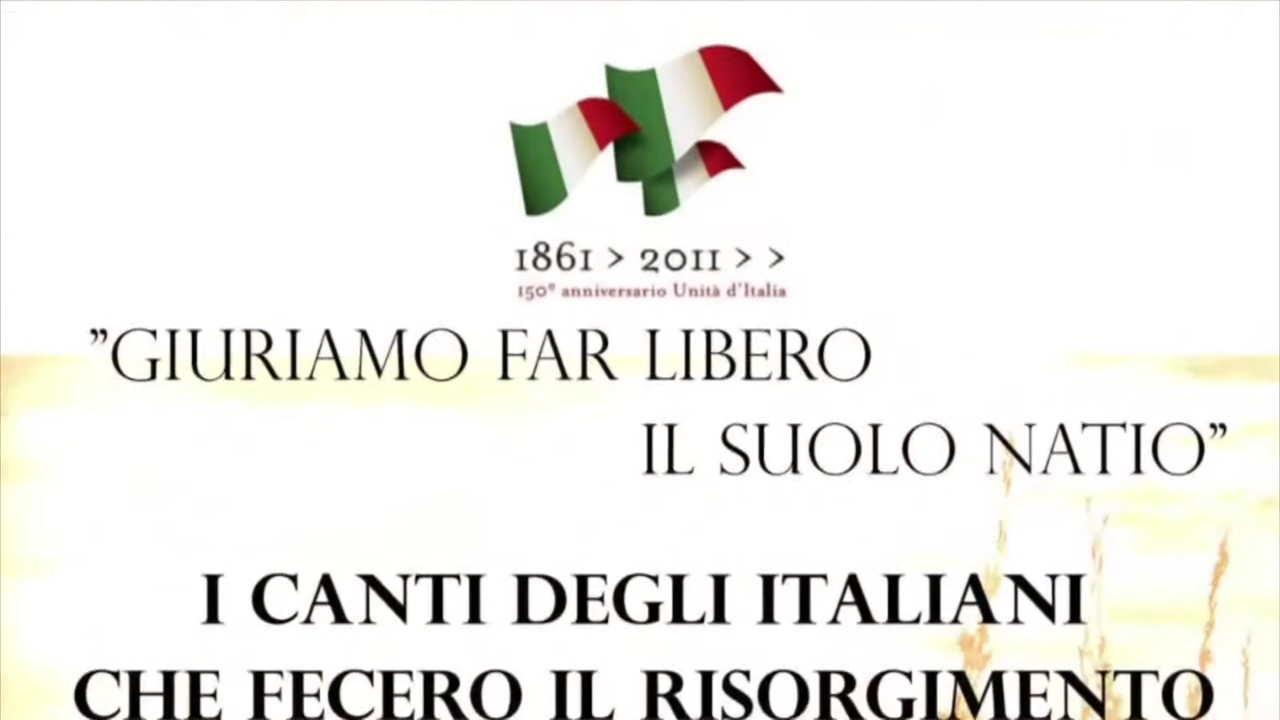 1861 > 2011 > >
150° anniversario Unità d'Italia
”GIURIAMO FAR LIBERO
IL SUOLO NATIO”
I CANTI DEGLI ITALIANI
CHE FECERO IL RISORGIMENTO